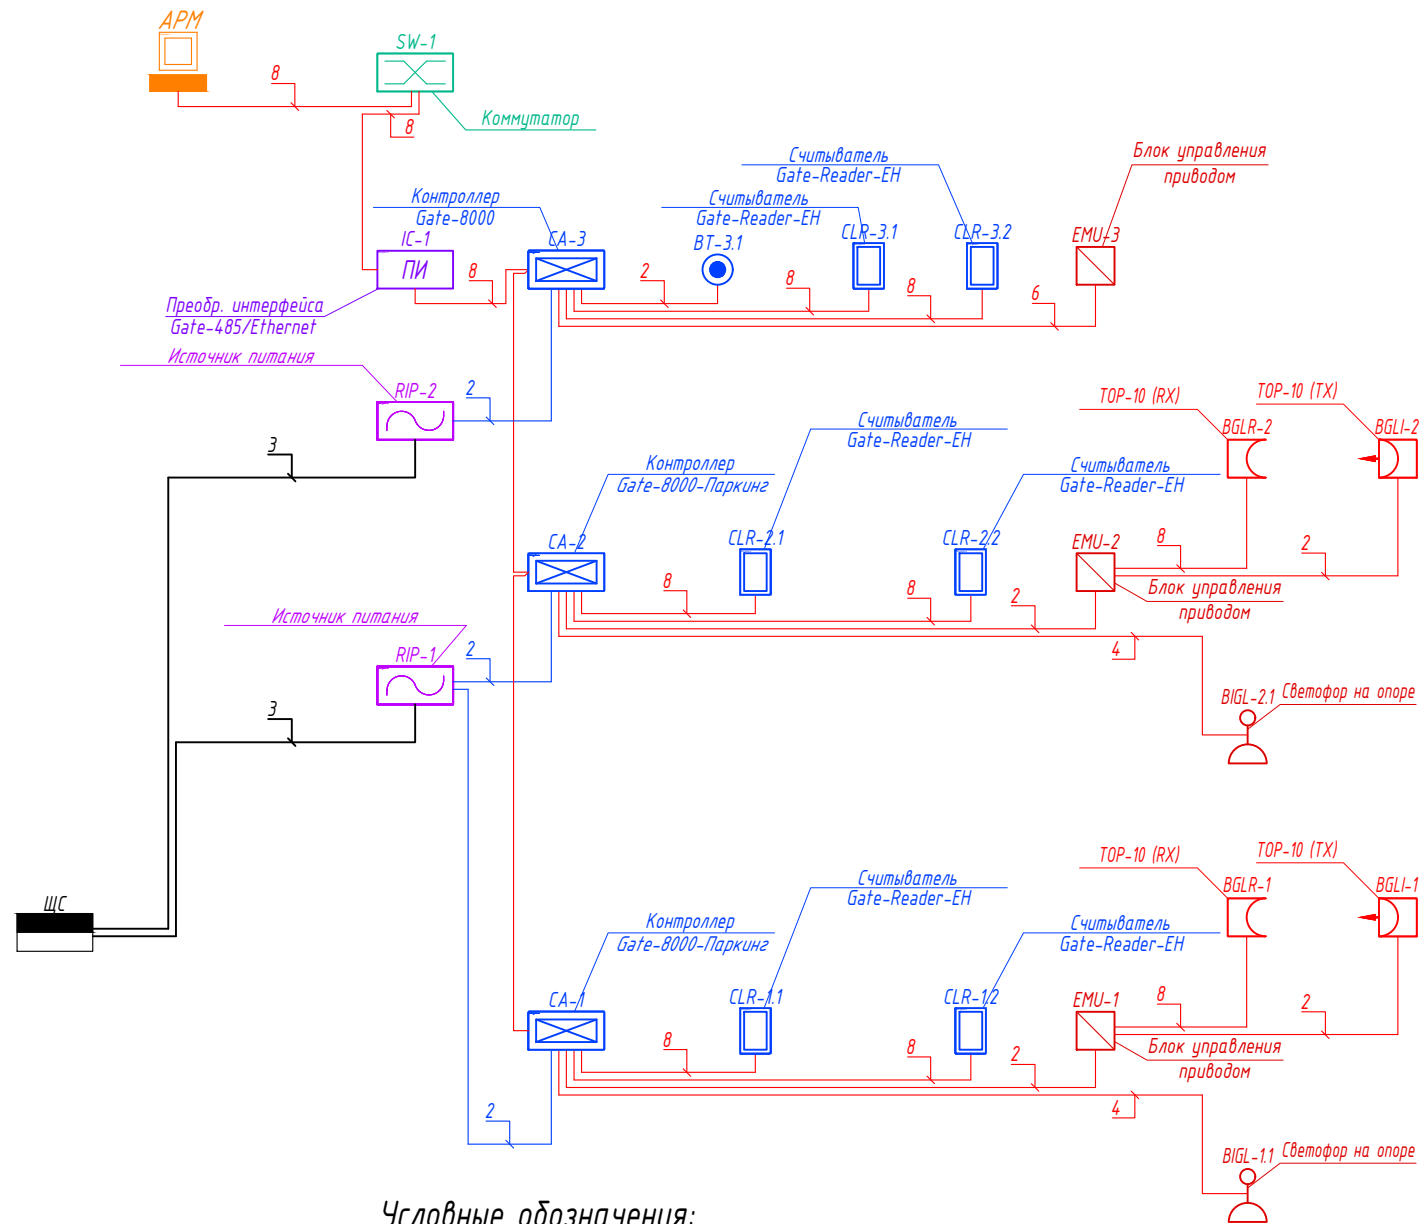 АРМ
SW-1
8
Коммутатор
8
Считыватель
Gate-Reader-EH
Блок управления
приводом
Контроллер
Gate-8000
Считыватель
Gate-Reader-EH
IC-1
ПИ
CA-3
BT-3.1
CLR-3.1
CLR-3.2
EMU-3
8
2
8
8
6
Преобр. интерфейса
Gate-485/Ethernet
Источник питания
RIP-2
2
3
Считыватель
Gate-Reader-EH
TOP-10 (RX)
TOP-10 (TX)
BGLR-2
BGLI-2
Контроллер
Gate-8000-Паркинг
Считыватель
Gate-Reader-EH
CA-2
CLR-2.1
CLR-2.2
EMU-2
8
2
8
8
2
Блок управления
приводом
4
Источник питания
RIP-1
2
3
BIGL-2.1
Светофор на опоре
ЩС
Считыватель
Gate-Reader-EH
TOP-10 (RX)
TOP-10 (TX)
BGLR-1
BGLI-1
Контроллер
Gate-8000-Паркинг
Считыватель
Gate-Reader-EH
CA-1
CLR-1.1
CLR-1.2
EMU-1
8
2
8
8
2
Блок управления
приводом
2
4
BIGL-1.1
Светофор на опоре
Условные обозначения: